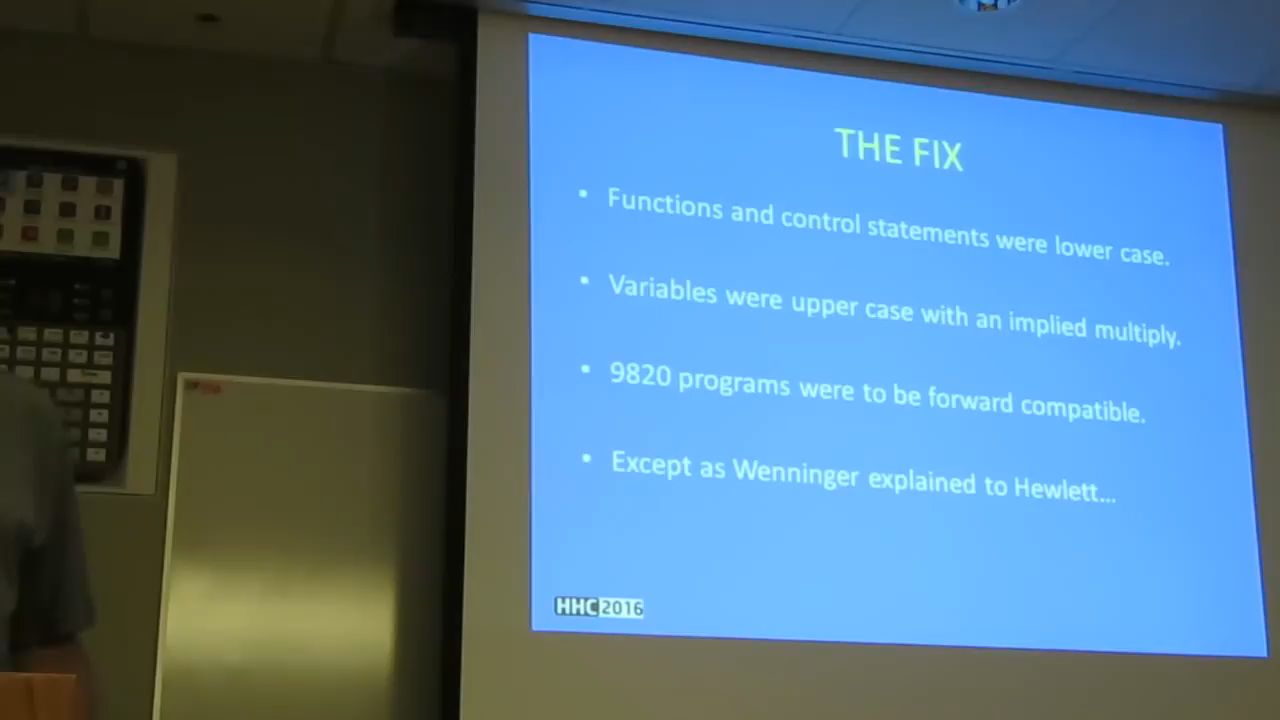 THE FIX
• Functions and control statements were lower case.
• Variables were upper case with an implied multiply.
• 9820 programs were to be forward compatible.
• Except as Wenninger explained to Hewlett...
HHC 2016